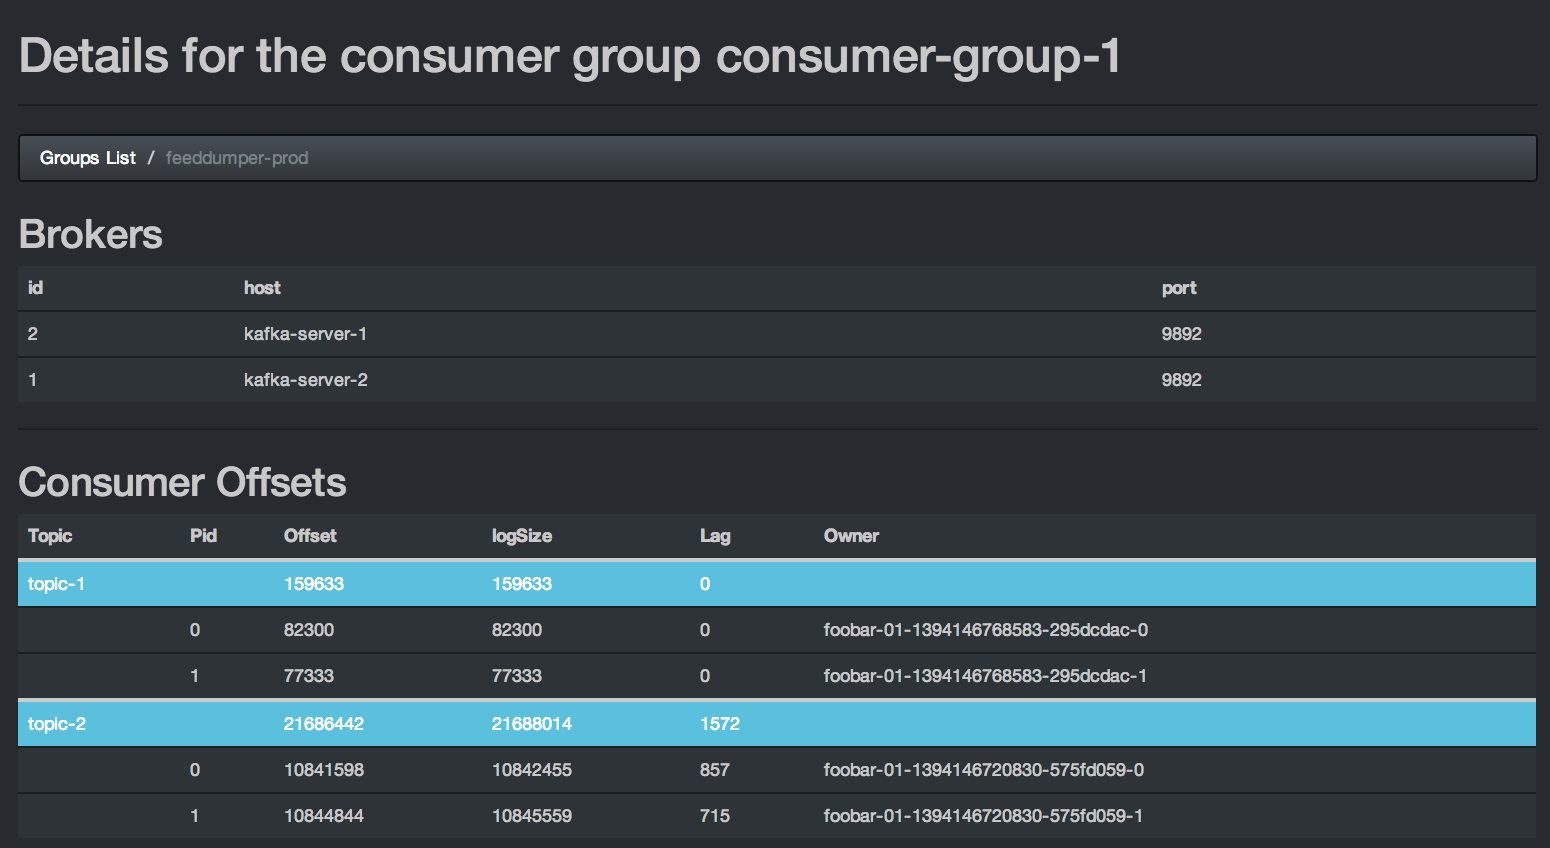 Details for the consumer group consumer-group-1
Groups List / feeddumper-prod
Brokers
id host port
2 kafka-server-1 9892
1 kafka-server-2 9892
Consumer Offsets
Topic Pid Offset logSize Lag Owner
topic-1 159633 159633 0
0 82300 82300 0 foobar-01-1394146768583-295dcdac-0
1 77333 77333 0 foobar-01-1394146768583-295dcdac-1
topic-2 21686442 21688014 1572
0 10841598 10842455 857 foobar-01-1394146720830-575fd059-0
1 10844844 10845559 715 foobar-01-1394146720830-575fd059-1